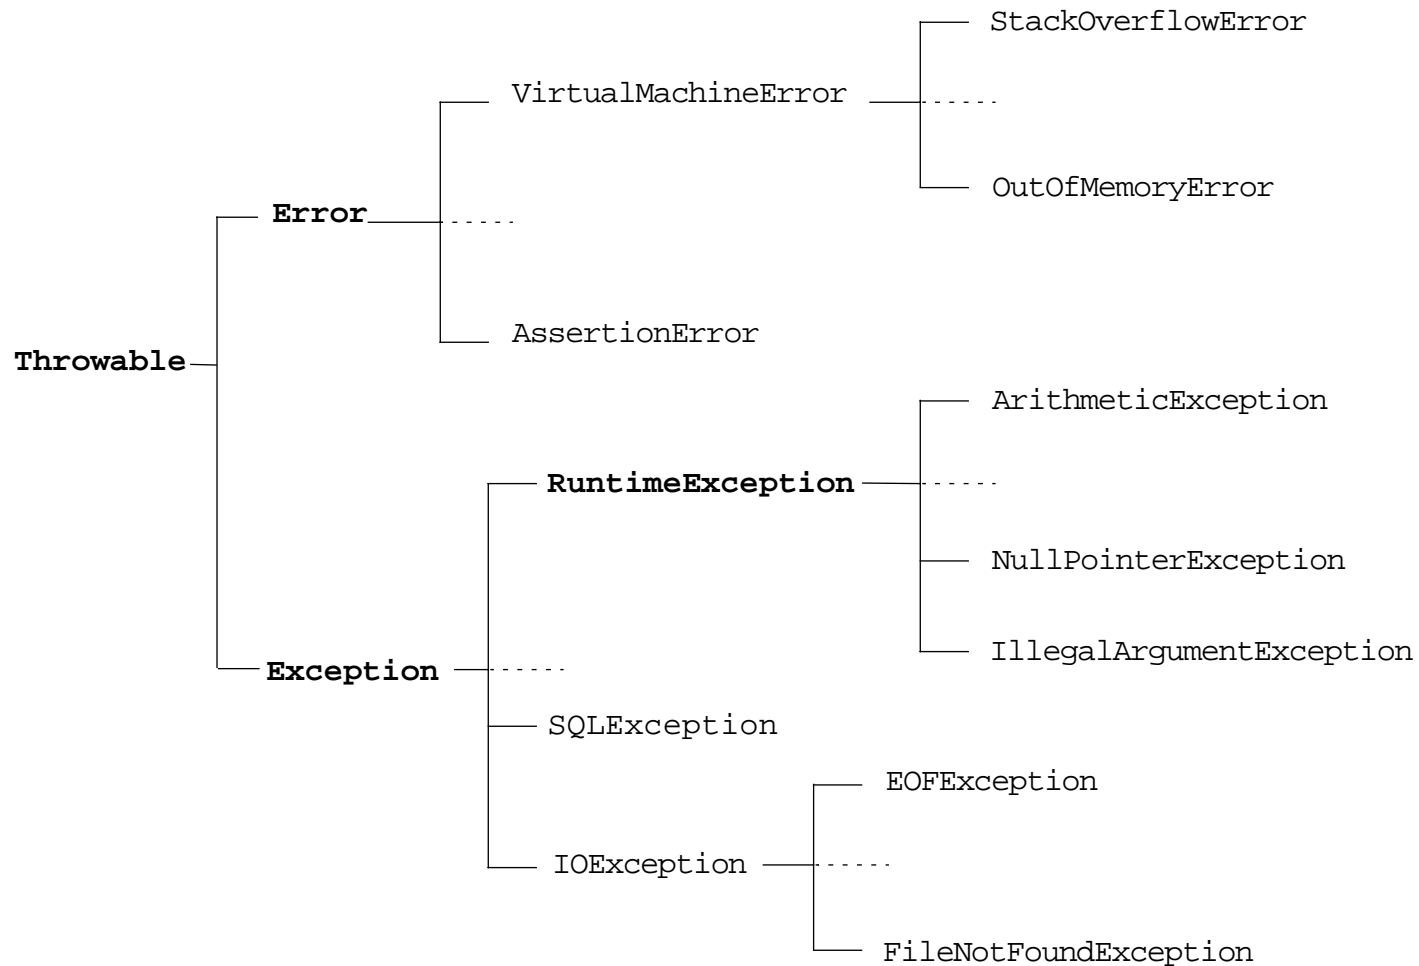 StackOverflowError
VirtualMachineError
OutOfMemoryError
Error
AssertionError
Throwable
ArithmeticException
RuntimeException
NullPointerException
IllegalArgumentException
Exception
SQLException
EOFException
IOException
FileNotFoundException